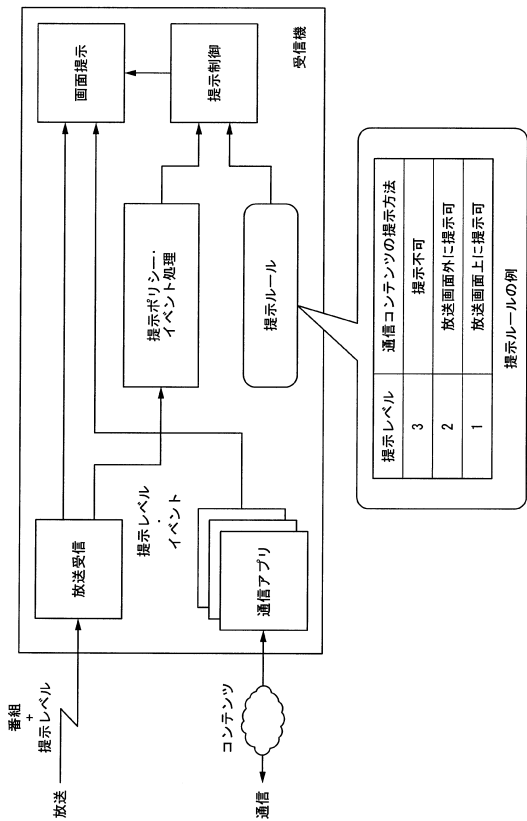 放送
番組
+
提示レベル
放送受信
画面提示
提示レベル
・
イベント
提示ポリシー・
イベント処理
提示制御
通信
コンテンツ
通信アプリ
提示ルール
受信機
提示レベル 通信コンテンツの提示方法
3 提示不可
2 放送画面外に提示可
1 放送画面上に提示可
提示ルールの例